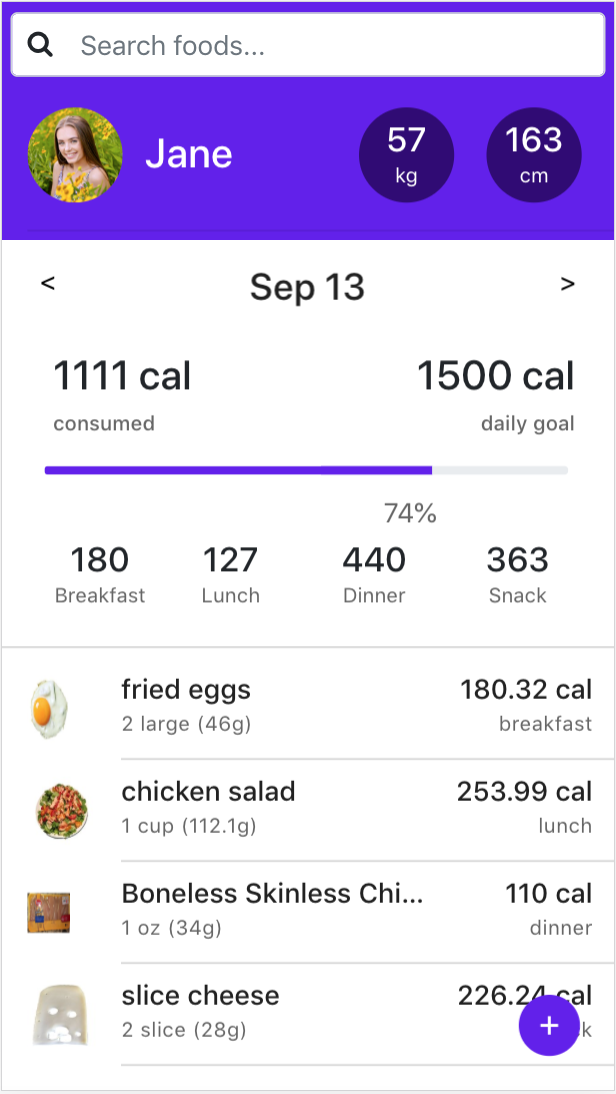 Search foods...
Jane
57
kg
163
cm
< Sep 13 >
1111 cal 1500 cal
consumed daily goal
74%
180 127 440 363
Breakfast Lunch Dinner Snack
fried eggs 180.32 cal
2 large (46g) breakfast
chicken salad 253.99 cal
1 cup (112.1g) lunch
Boneless Skinless Chi... 110 cal
1 oz (34g) dinner
slice cheese 226.24 cal
2 slice (28g)
+